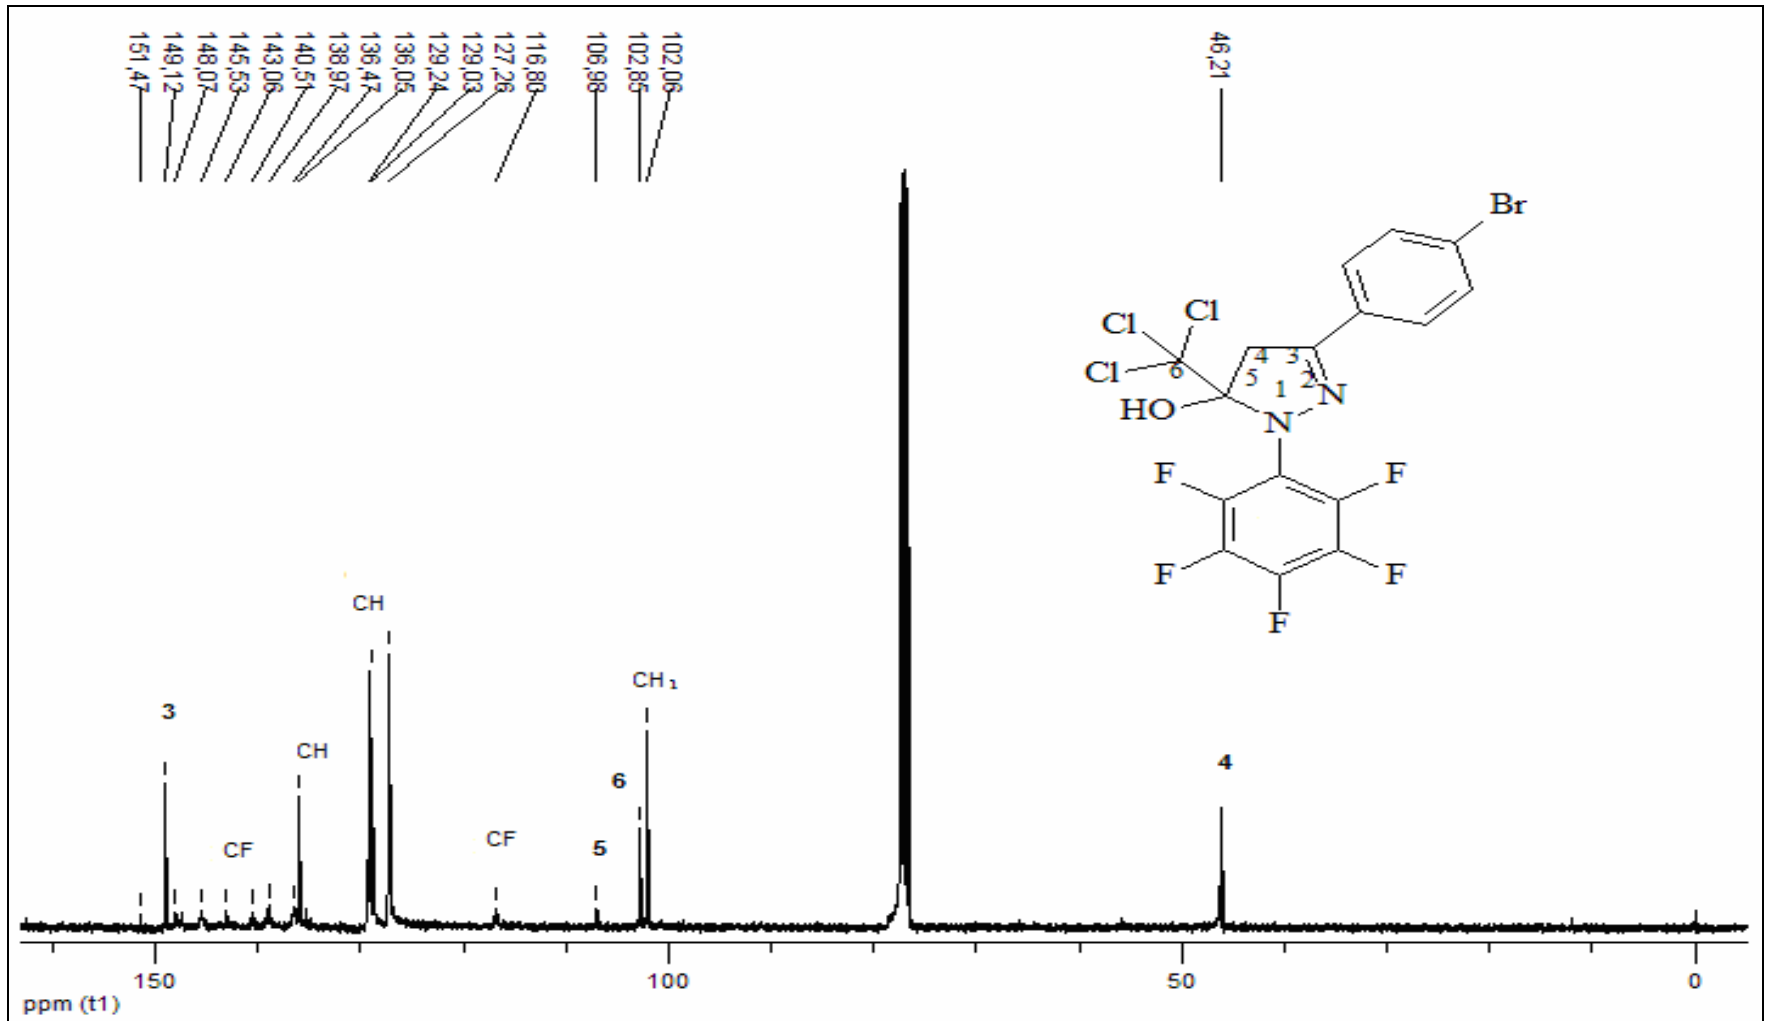 151,47
149,12
148,07
145,53
143,06
140,51
138,97
136,47
136,05
129,24
129,03
127,26
116,80
106,98
102,85
102,06
46,21
Br
Cl
Cl
Cl
6
4
3
5
2
1
N
HO
N
F
F
F
F
F
CH
CH₁
3
CH
4
6
CF
CF
5
150
100
50
0
ppm (t1)